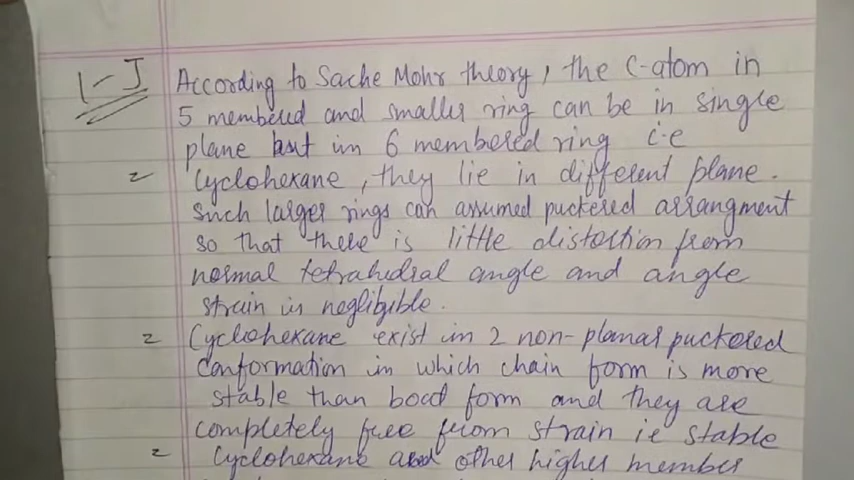 1-J According to Sache Mohr theory, the C-atom in
5 membered and smaller ring can be in single
plane but in 6 membered ring i.e
= Cyclohexane, they lie in different plane.
Such larger rings can assumed puckered arrangment
so that there is little distortion from
normal tetrahedral angle and angle
strain is negligible.
= Cyclohexane exist in 2 non-planar puckered
conformation in which chain form is more
stable than boat form and they are
completely free from strain ie stable
= Cyclohexane and other higher member